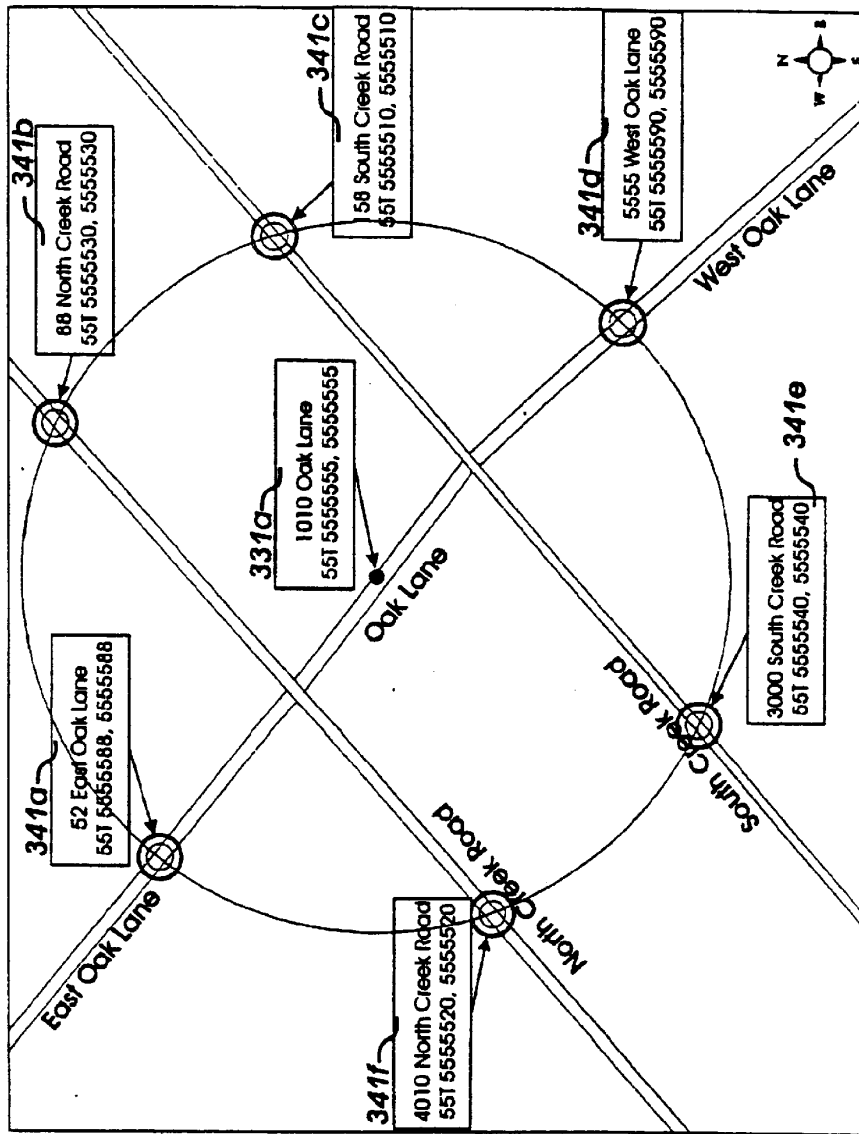 341a
52 East Oak Lane
55T 5555588, 5555588
341b
88 North Creek Road
55T 5555530, 5555530
331a
1010 Oak Lane
55T 5555555, 5555555
341c
158 South Creek Road
55T 5555510, 5555510
341f
4010 North Creek Road
55T 5555520, 5555520
341e
3000 South Creek Road
55T 5555540, 5555540
341d
5555 West Oak Lane
55T 5555590, 5555590
East Oak Lane
Oak Lane
West Oak Lane
North Creek Road
South Creek Road
N
W
E
S